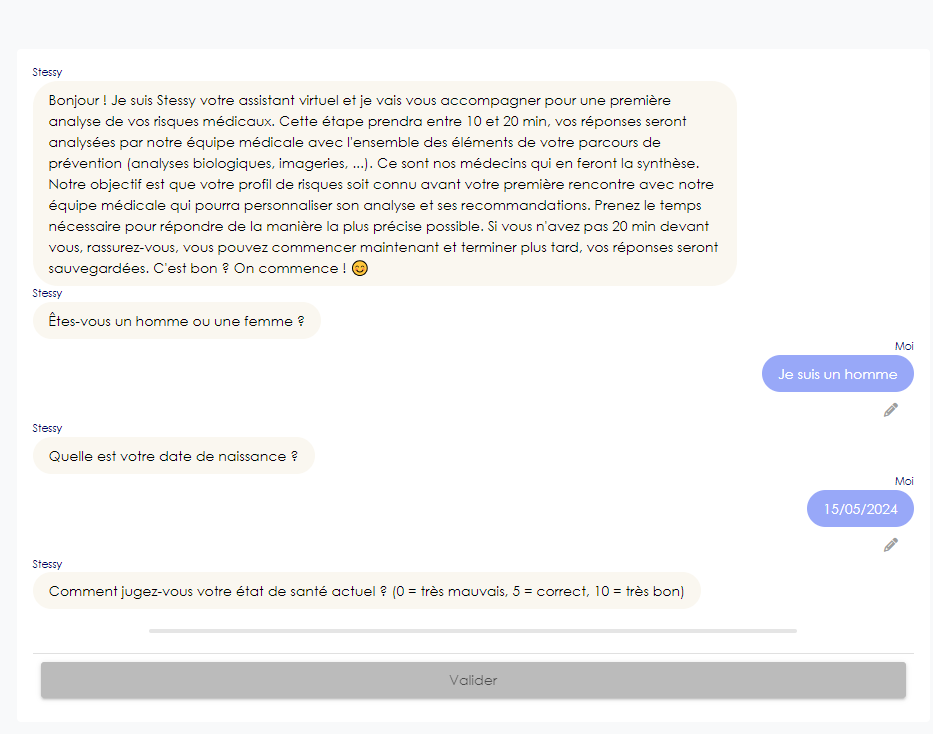 Stessy
Bonjour ! Je suis Stessy votre assistant virtuel et je vais vous accompagner pour une première
analyse de vos risques médicaux. Cette étape prendra entre 10 et 20 min, vos réponses seront
analysées par notre équipe médicale avec l'ensemble des éléments de votre parcours de
prévention (analyses biologiques, imageries, ...). Ce sont nos médecins qui en feront la synthèse.
Notre objectif est que votre profil de risques soit connu avant votre première rencontre avec notre
équipe médicale qui pourra personnaliser son analyse et ses recommandations. Prenez le temps
nécessaire pour répondre de la manière la plus précise possible. Si vous n'avez pas 20 min devant
vous, rassurez-vous, vous pouvez commencer maintenant et terminer plus tard, vos réponses seront
sauvegardées. C'est bon ? On commence ! 😊
Stessy
Êtes-vous un homme ou une femme ?
Moi
Je suis un homme
Stessy
Quelle est votre date de naissance ?
Moi
15/05/2024
Stessy
Comment jugez-vous votre état de santé actuel ? (0 = très mauvais, 5 = correct, 10 = très bon)
Valider